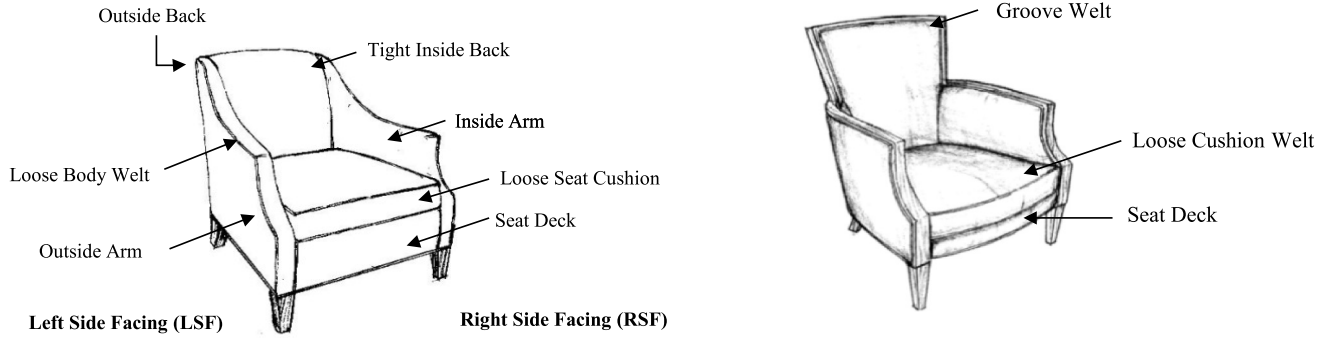 Outside Back
Tight Inside Back
Inside Arm
Loose Body Welt
Loose Seat Cushion
Seat Deck
Outside Arm
Left Side Facing (LSF)
Right Side Facing (RSF)
Groove Welt
Loose Cushion Welt
Seat Deck